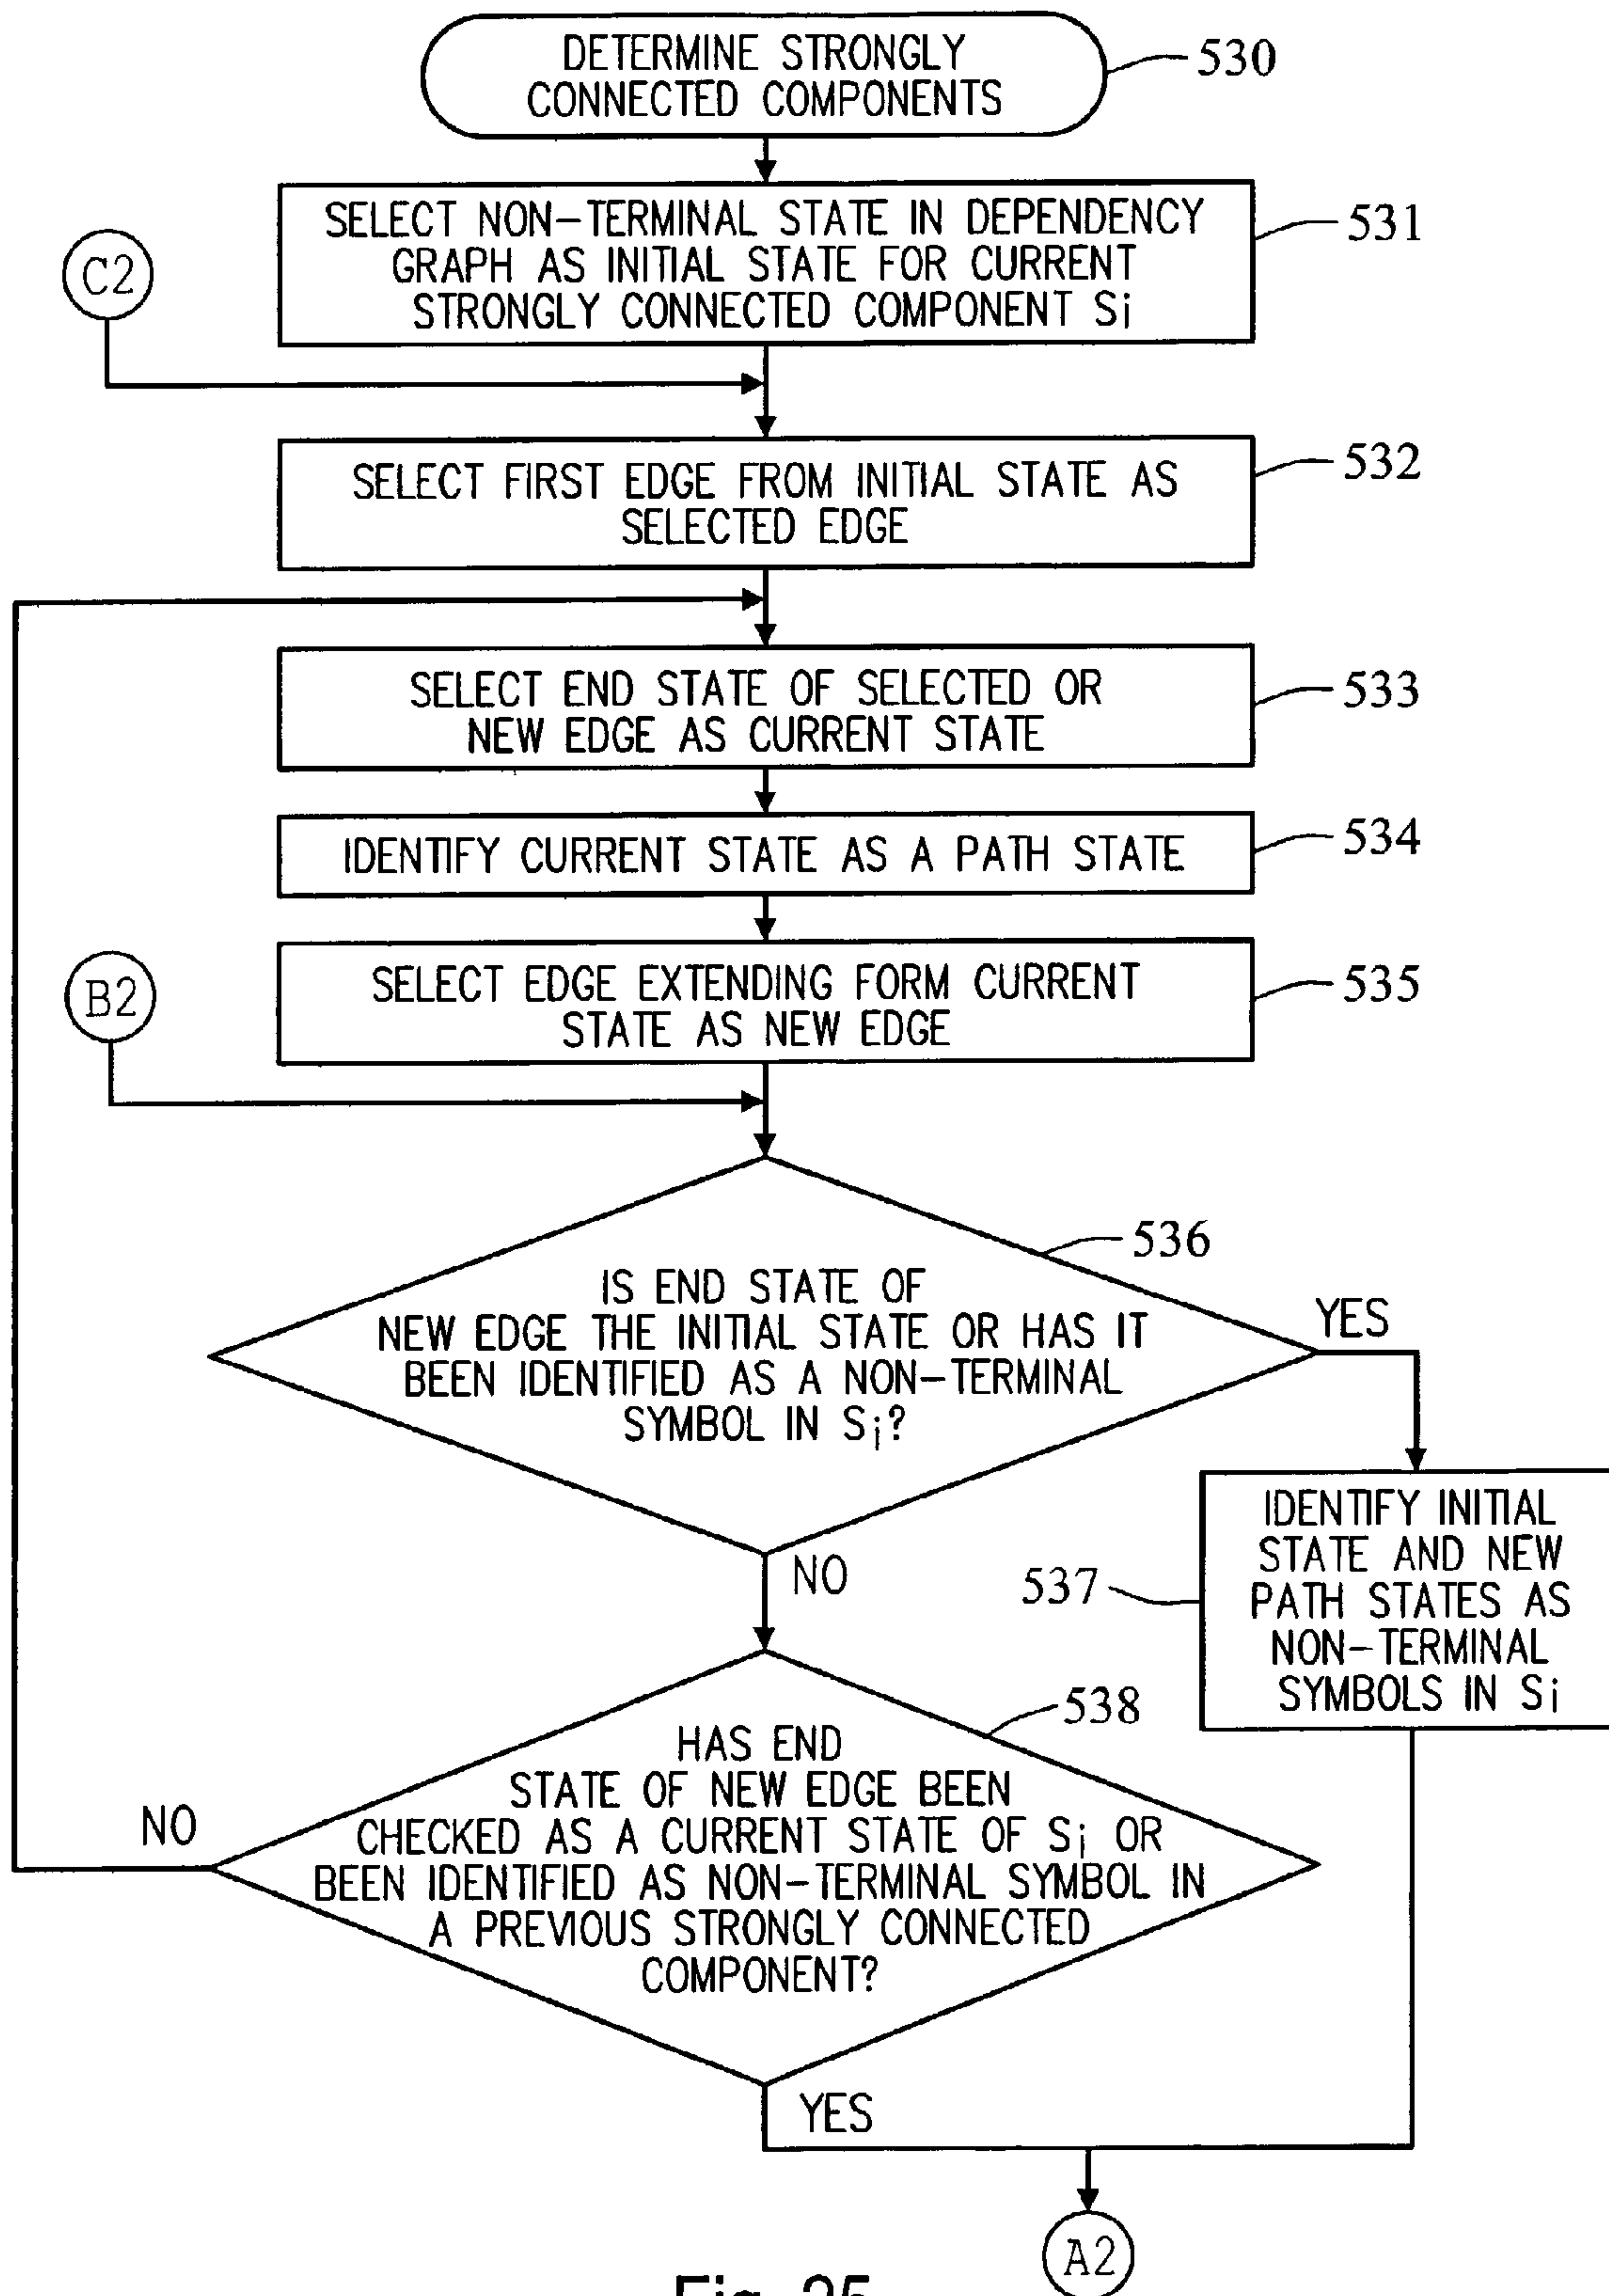 DETERMINE STRONGLY
CONNECTED COMPONENTS
530
SELECT NON-TERMINAL STATE IN DEPENDENCY
GRAPH AS INITIAL STATE FOR CURRENT
STRONGLY CONNECTED COMPONENT Si
531
C2
SELECT FIRST EDGE FROM INITIAL STATE AS
SELECTED EDGE
532
SELECT END STATE OF SELECTED OR
NEW EDGE AS CURRENT STATE
533
IDENTIFY CURRENT STATE AS A PATH STATE
534
SELECT EDGE EXTENDING FORM CURRENT
STATE AS NEW EDGE
535
B2
536
IS END STATE OF
NEW EDGE THE INITIAL STATE OR HAS IT
BEEN IDENTIFIED AS A NON-TERMINAL
SYMBOL IN Si?
YES
NO
537
IDENTIFY INITIAL
STATE AND NEW
PATH STATES AS
NON-TERMINAL
SYMBOLS IN Si
538
HAS END
STATE OF NEW EDGE BEEN
CHECKED AS A CURRENT STATE OF Si OR
BEEN IDENTIFIED AS NON-TERMINAL SYMBOL IN
A PREVIOUS STRONGLY CONNECTED
COMPONENT?
NO
YES
A2
Fig. 25